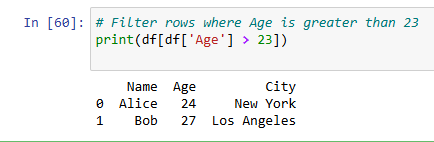 In [60]: # Filter rows where Age is greater than 23
print(df[df['Age'] > 23])
Name Age City
0 Alice 24 New York
1 Bob 27 Los Angeles